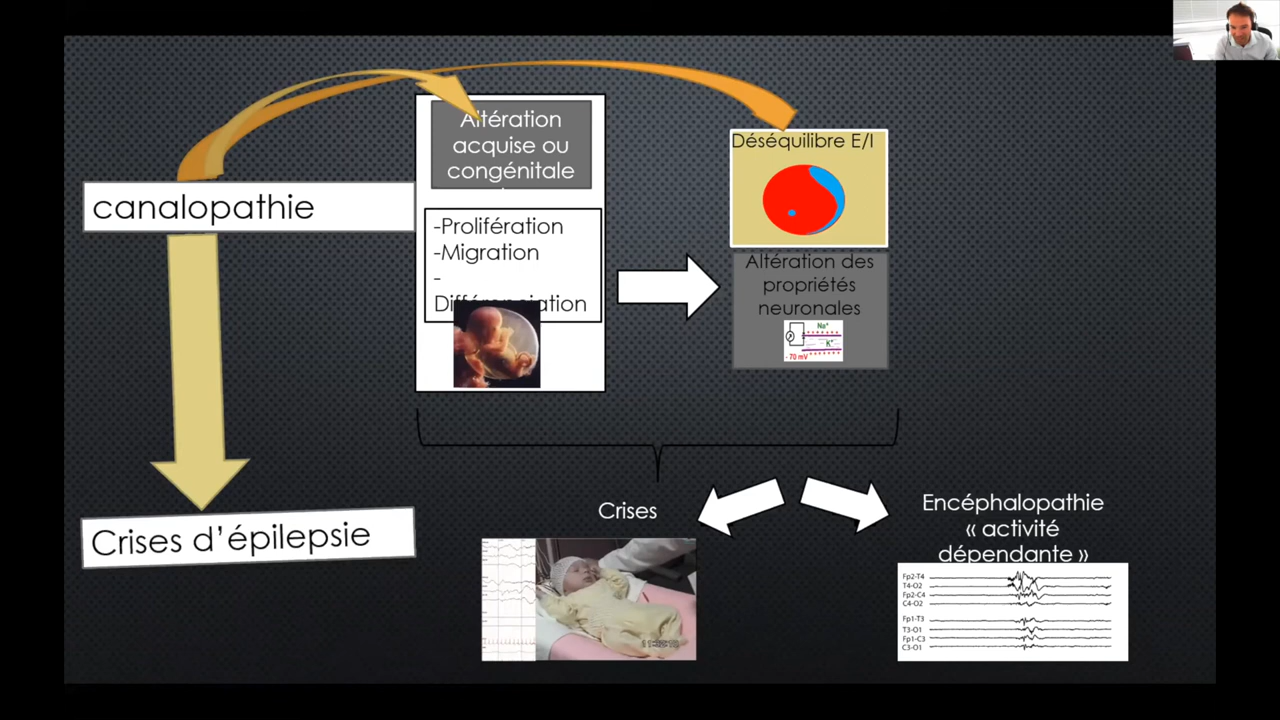 canalopathie
Crises d’épilepsie
Altération
acquise ou
congénitale
-Prolifération
-Migration
-
Différenciation
Déséquilibre E/I
Altération des
propriétés
neuronales
Na⁺
K⁺
- 70 mV
Crises
Encéphalopathie
« activité
dépendante »
Fp2-T4
T4-O2
Fp2-C4
C4-O2
Fp1-T3
T3-O1
Fp1-C3
C3-O1